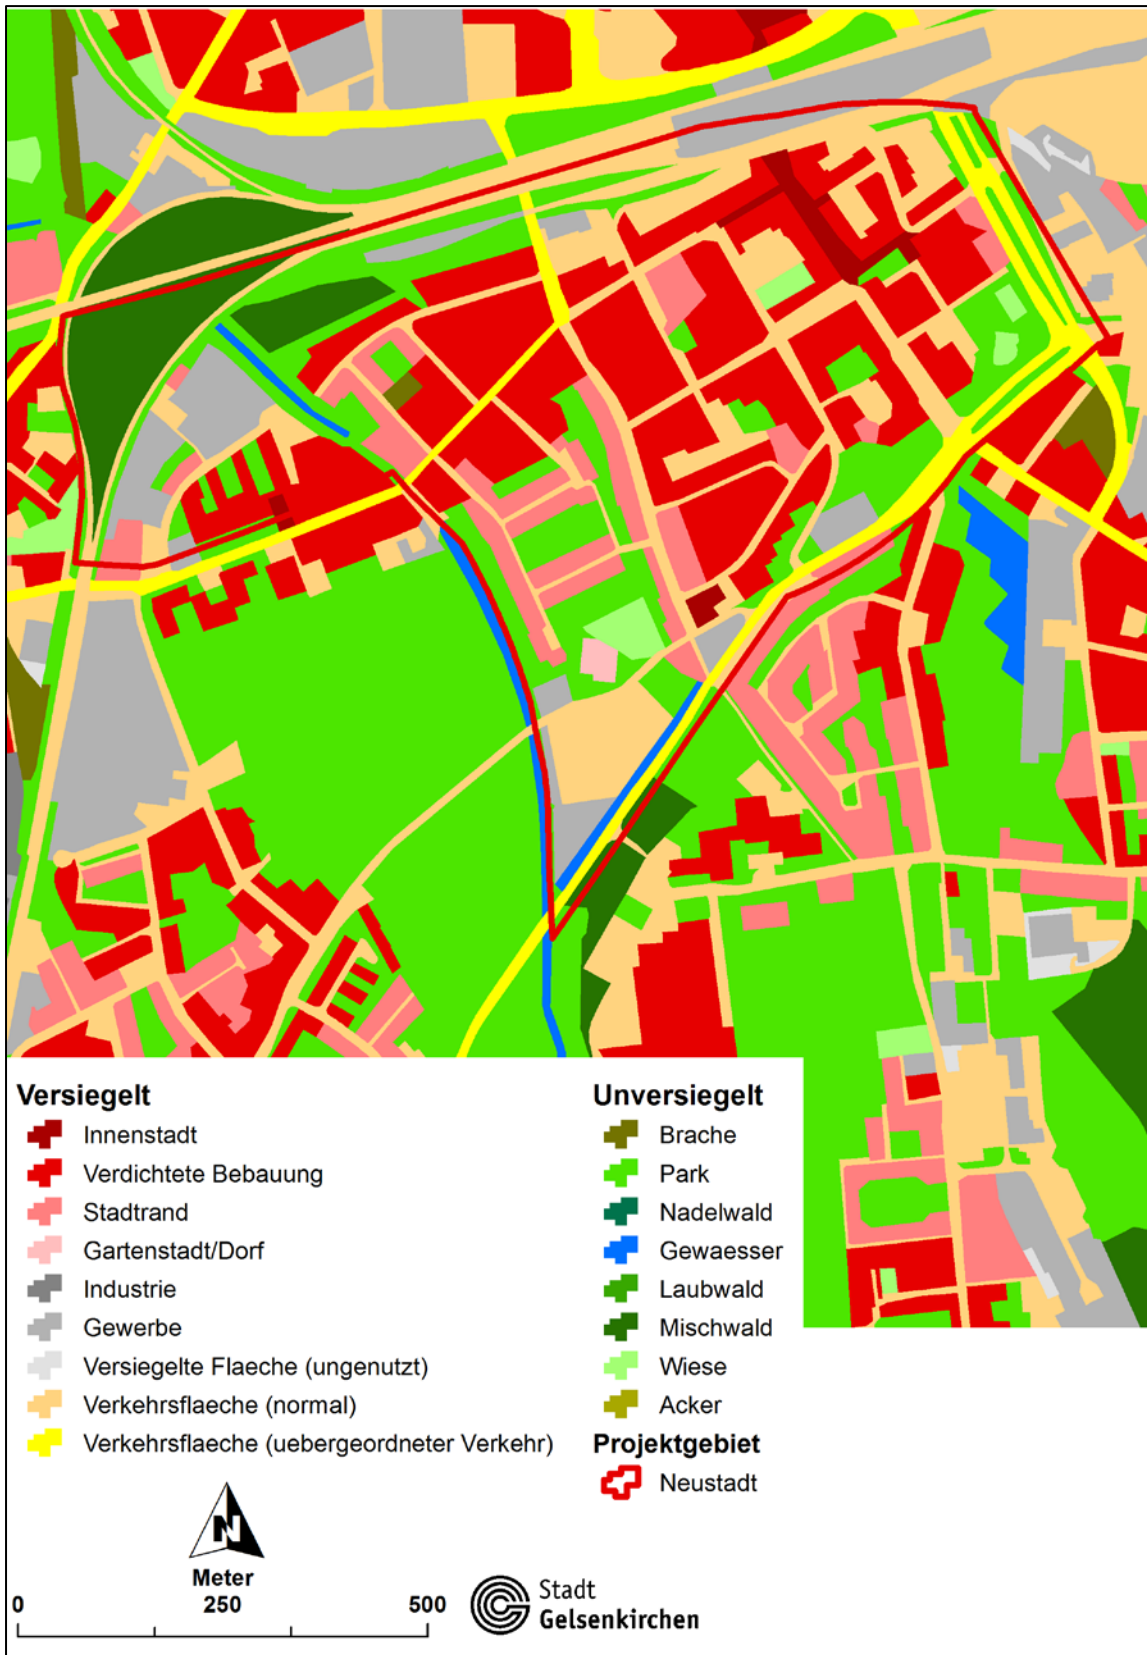 Versiegelt
Innenstadt
Verdichtete Bebauung
Stadtrand
Gartenstadt/Dorf
Industrie
Gewerbe
Versiegelte Flaeche (ungenutzt)
Verkehrsflaeche (normal)
Verkehrsflaeche (uebergeordneter Verkehr)
Unversiegelt
Brache
Park
Nadelwald
Gewaesser
Laubwald
Mischwald
Wiese
Acker
Projektgebiet
Neustadt
N
Meter
0 250 500
Stadt
Gelsenkirchen